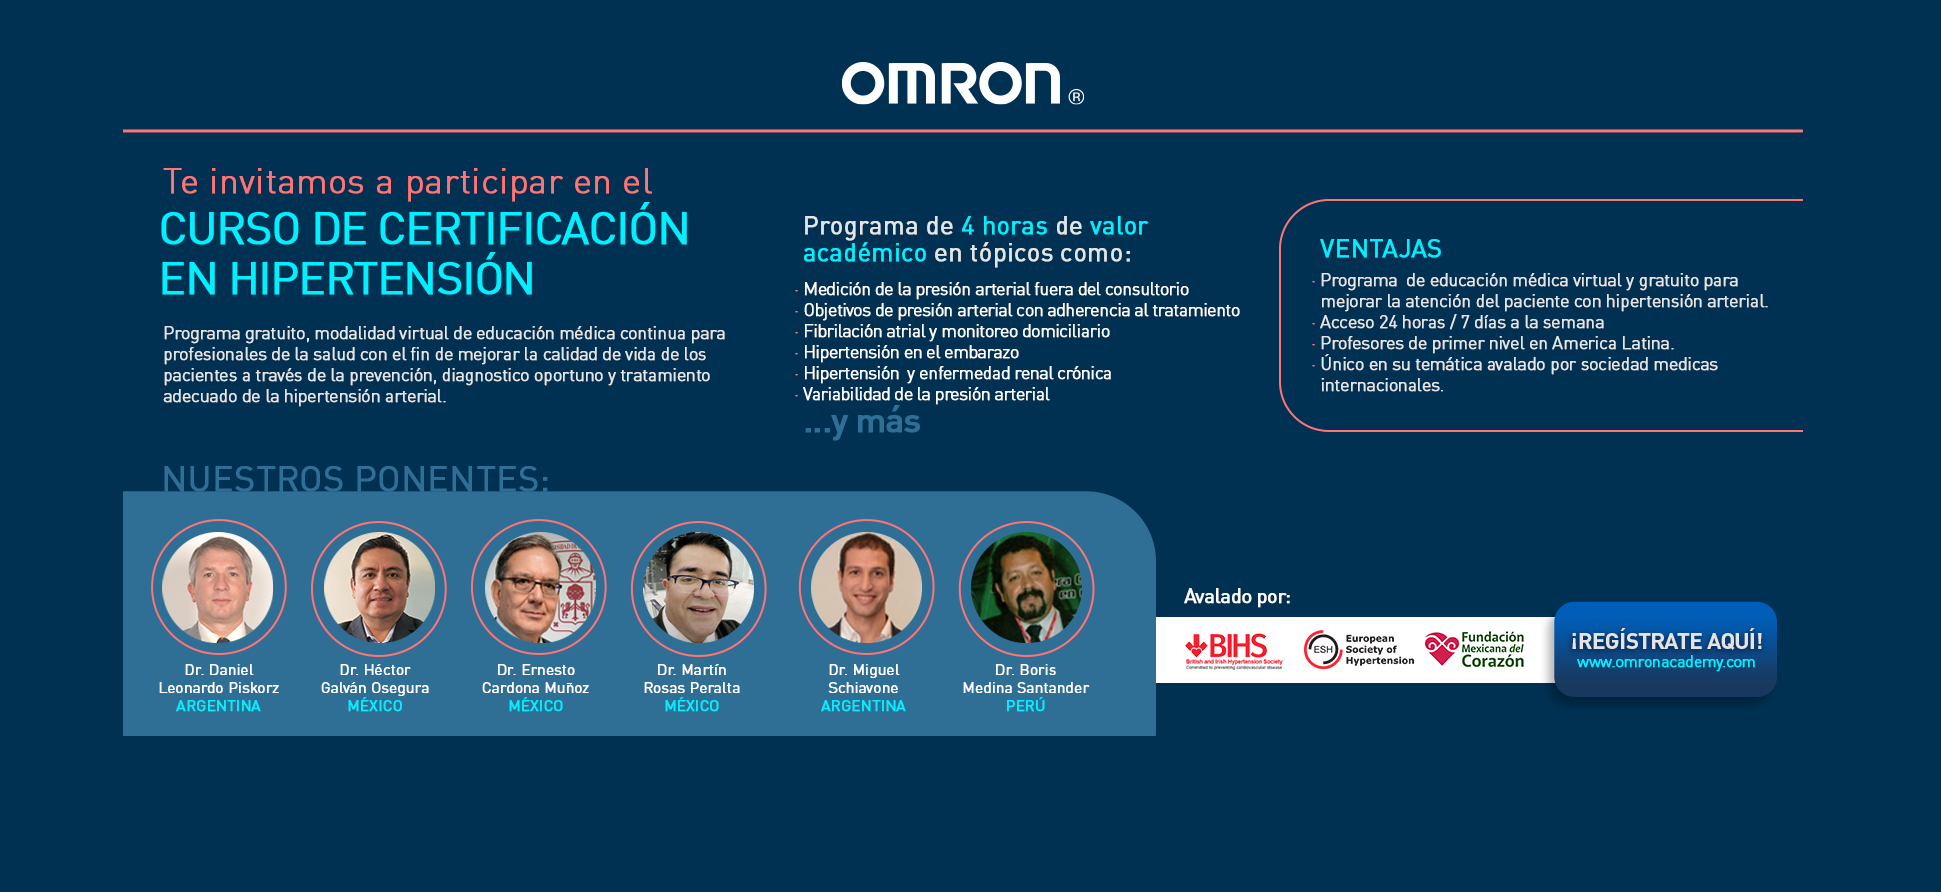 OMRON®
Te invitamos a participar en el
CURSO DE CERTIFICACIÓN
EN HIPERTENSIÓN
Programa gratuito, modalidad virtual de educación médica continua para
profesionales de la salud con el fin de mejorar la calidad de vida de los
pacientes a través de la prevención, diagnostico oportuno y tratamiento
adecuado de la hipertensión arterial.
Programa de 4 horas de valor
académico en tópicos como:
· Medición de la presión arterial fuera del consultorio
· Objetivos de presión arterial con adherencia al tratamiento
· Fibrilación atrial y monitoreo domiciliario
· Hipertensión en el embarazo
· Hipertensión y enfermedad renal crónica
· Variabilidad de la presión arterial
...y más
VENTAJAS
· Programa de educación médica virtual y gratuito para
mejorar la atención del paciente con hipertensión arterial.
· Acceso 24 horas / 7 días a la semana
· Profesores de primer nivel en America Latina.
· Único en su temática avalado por sociedad medicas
internacionales.
NUESTROS PONENTES:
Dr. Daniel
Leonardo Piskorz
ARGENTINA
Dr. Héctor
Galván Osegura
MÉXICO
Dr. Ernesto
Cardona Muñoz
MÉXICO
Dr. Martín
Rosas Peralta
MÉXICO
Dr. Miguel
Schiavone
ARGENTINA
Dr. Boris
Medina Santander
PERÚ
Avalado por:
BIHS
British and Irish Hypertension Society
Committed to preventing cardiovascular disease
ESH
European
Society of
Hypertension
Fundación
Mexicana del
Corazón
¡REGÍSTRATE AQUÍ!
www.omronacademy.com